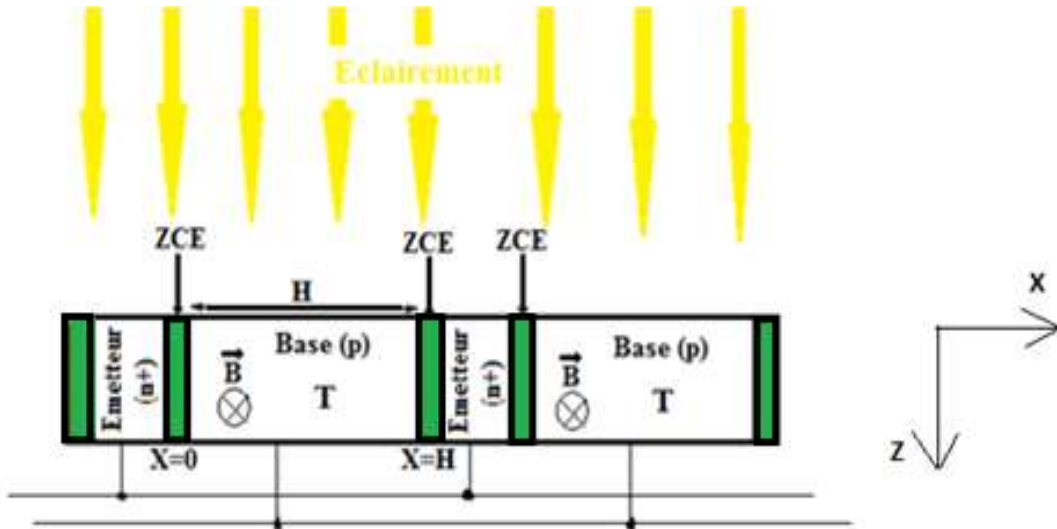 Eclairement
ZCE
ZCE
ZCE
H
X
Emetteur
(n+)
Base (p)
B
T
Emetteur
(n+)
Base (p)
B
T
X=0
X=H
Z